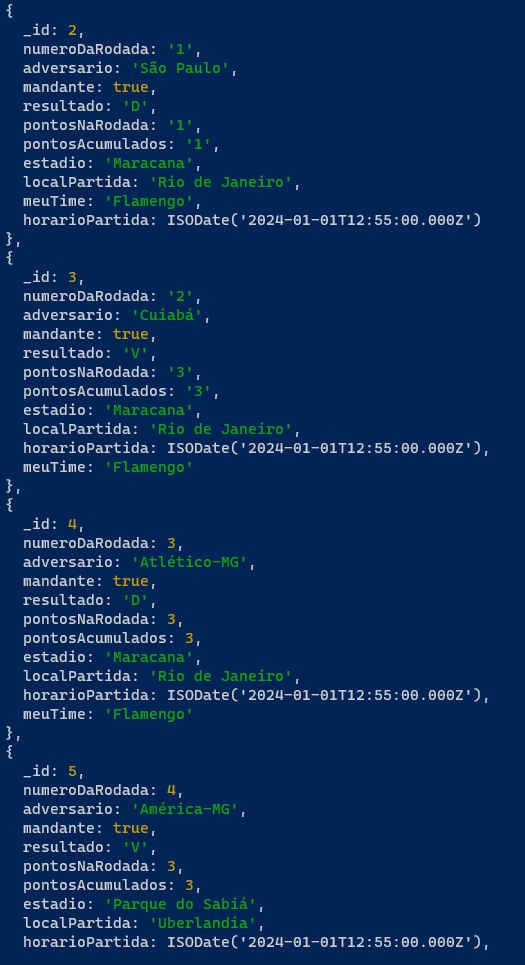 {
  _id: 2,
  numeroDaRodada: '1',
  adversario: 'São Paulo',
  mandante: true,
  resultado: 'D',
  pontosNaRodada: '1',
  pontosAcumulados: '1',
  estadio: 'Maracana',
  localPartida: 'Rio de Janeiro',
  meuTime: 'Flamengo',
  horarioPartida: ISODate('2024-01-01T12:55:00.000Z')
},
{
  _id: 3,
  numeroDaRodada: '2',
  adversario: 'Cuiabá',
  mandante: true,
  resultado: 'V',
  pontosNaRodada: '3',
  pontosAcumulados: '3',
  estadio: 'Maracana',
  localPartida: 'Rio de Janeiro',
  horarioPartida: ISODate('2024-01-01T12:55:00.000Z'),
  meuTime: 'Flamengo'
},
{
  _id: 4,
  numeroDaRodada: 3,
  adversario: 'Atlético-MG',
  mandante: true,
  resultado: 'D',
  pontosNaRodada: 3,
  pontosAcumulados: 3,
  estadio: 'Maracana',
  localPartida: 'Rio de Janeiro',
  horarioPartida: ISODate('2024-01-01T12:55:00.000Z'),
  meuTime: 'Flamengo'
},
{
  _id: 5,
  numeroDaRodada: 4,
  adversario: 'América-MG',
  mandante: true,
  resultado: 'V',
  pontosNaRodada: 3,
  pontosAcumulados: 3,
  estadio: 'Parque do Sabiá',
  localPartida: 'Uberlandia',
  horarioPartida: ISODate('2024-01-01T12:55:00.000Z'),